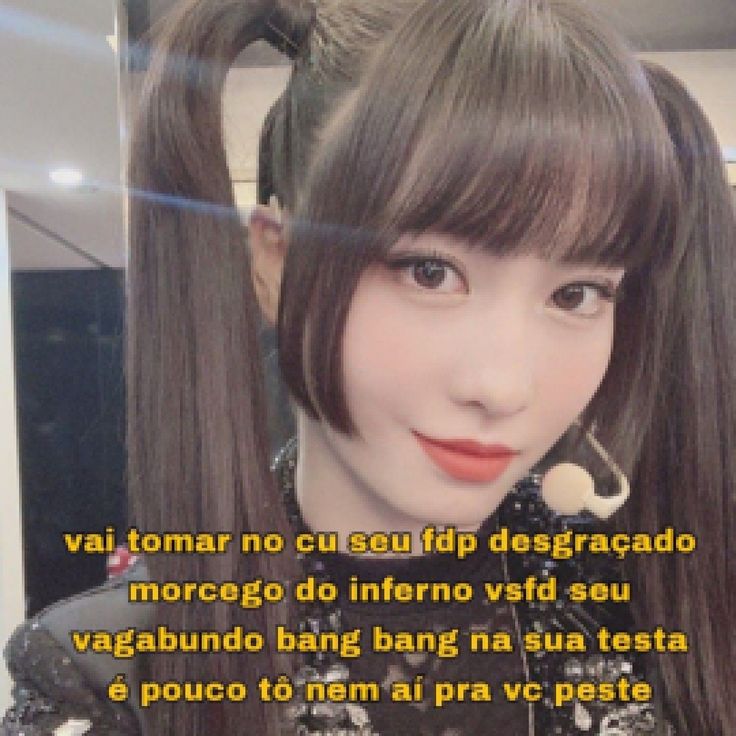 vai tomar no cu seu fdp desgraçado
morcego do inferno vsfd seu
vagabundo bang bang na sua testa
é pouco tô nem aí pra vc peste